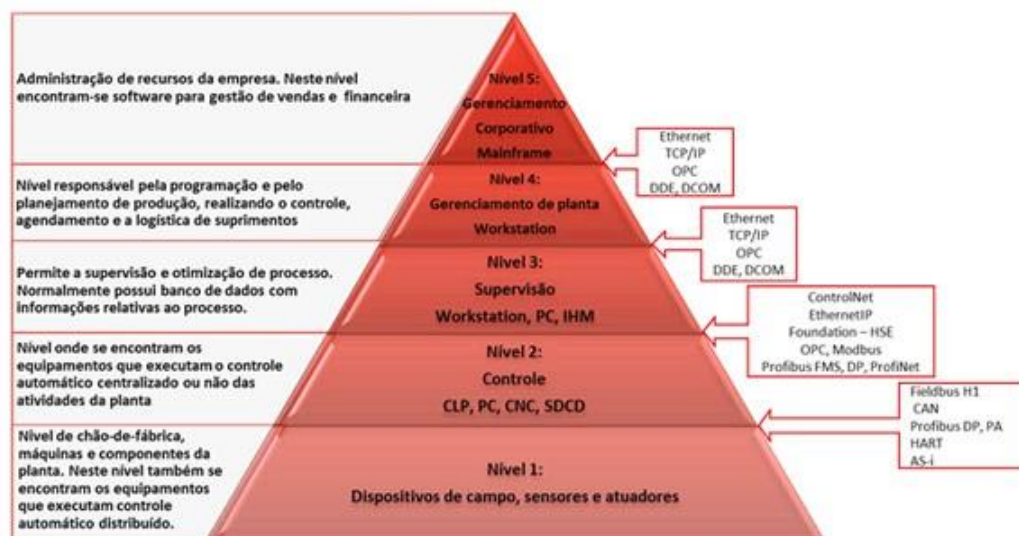 Administração de recursos da empresa. Neste nível
encontram-se software para gestão de vendas e financeira
Nível 5:
Gerenciamento
Corporativo
Mainframe
Ethernet
TCP/IP
OPC
DDE, DCOM
Nível responsável pela programação e pelo
planejamento de produção, realizando o controle,
agendamento e a logística de suprimentos
Nível 4:
Gerenciamento de planta
Workstation
Ethernet
TCP/IP
OPC
DDE, DCOM
Permite a supervisão e otimização de processo.
Normalmente possui banco de dados com
informações relativas ao processo.
Nível 3:
Supervisão
Workstation, PC, IHM
ControlNet
EthernetIP
Foundation – HSE
OPC, Modbus
Profibus FMS, DP, ProfiNet
Nível onde se encontram os
equipamentos que executam o controle
automático centralizado ou não das
atividades da planta
Nível 2:
Controle
CLP, PC, CNC, SDCD
Fieldbus H1
CAN
Profibus DP, PA
HART
AS-i
Nivel de chão-de-fábrica,
máquinas e componentes da
planta. Neste nível também se
encontram os equipamentos
que executam controle
automático distribuído.
Nível 1:
Dispositivos de campo, sensores e atuadores